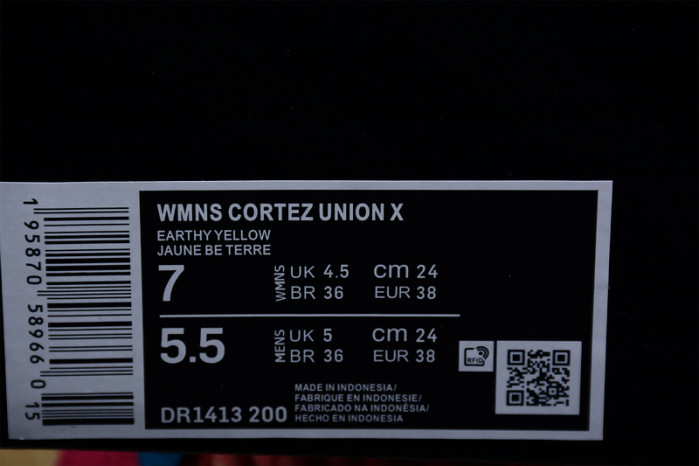 1 95870 58966 0 15
WMNS CORTEZ UNION X
EARTHY YELLOW
JAUNE BE TERRE
7 WMNS UK 4.5 cm 24
BR 36 EUR 38
5.5 MENS UK 5 cm 24
BR 36 EUR 38
RFID
MADE IN INDONESIA/
FABRIQUE EN INDONESIE/
FABRICADO NA INDONÉSIA/
HECHO EN INDONESIA
DR1413 200